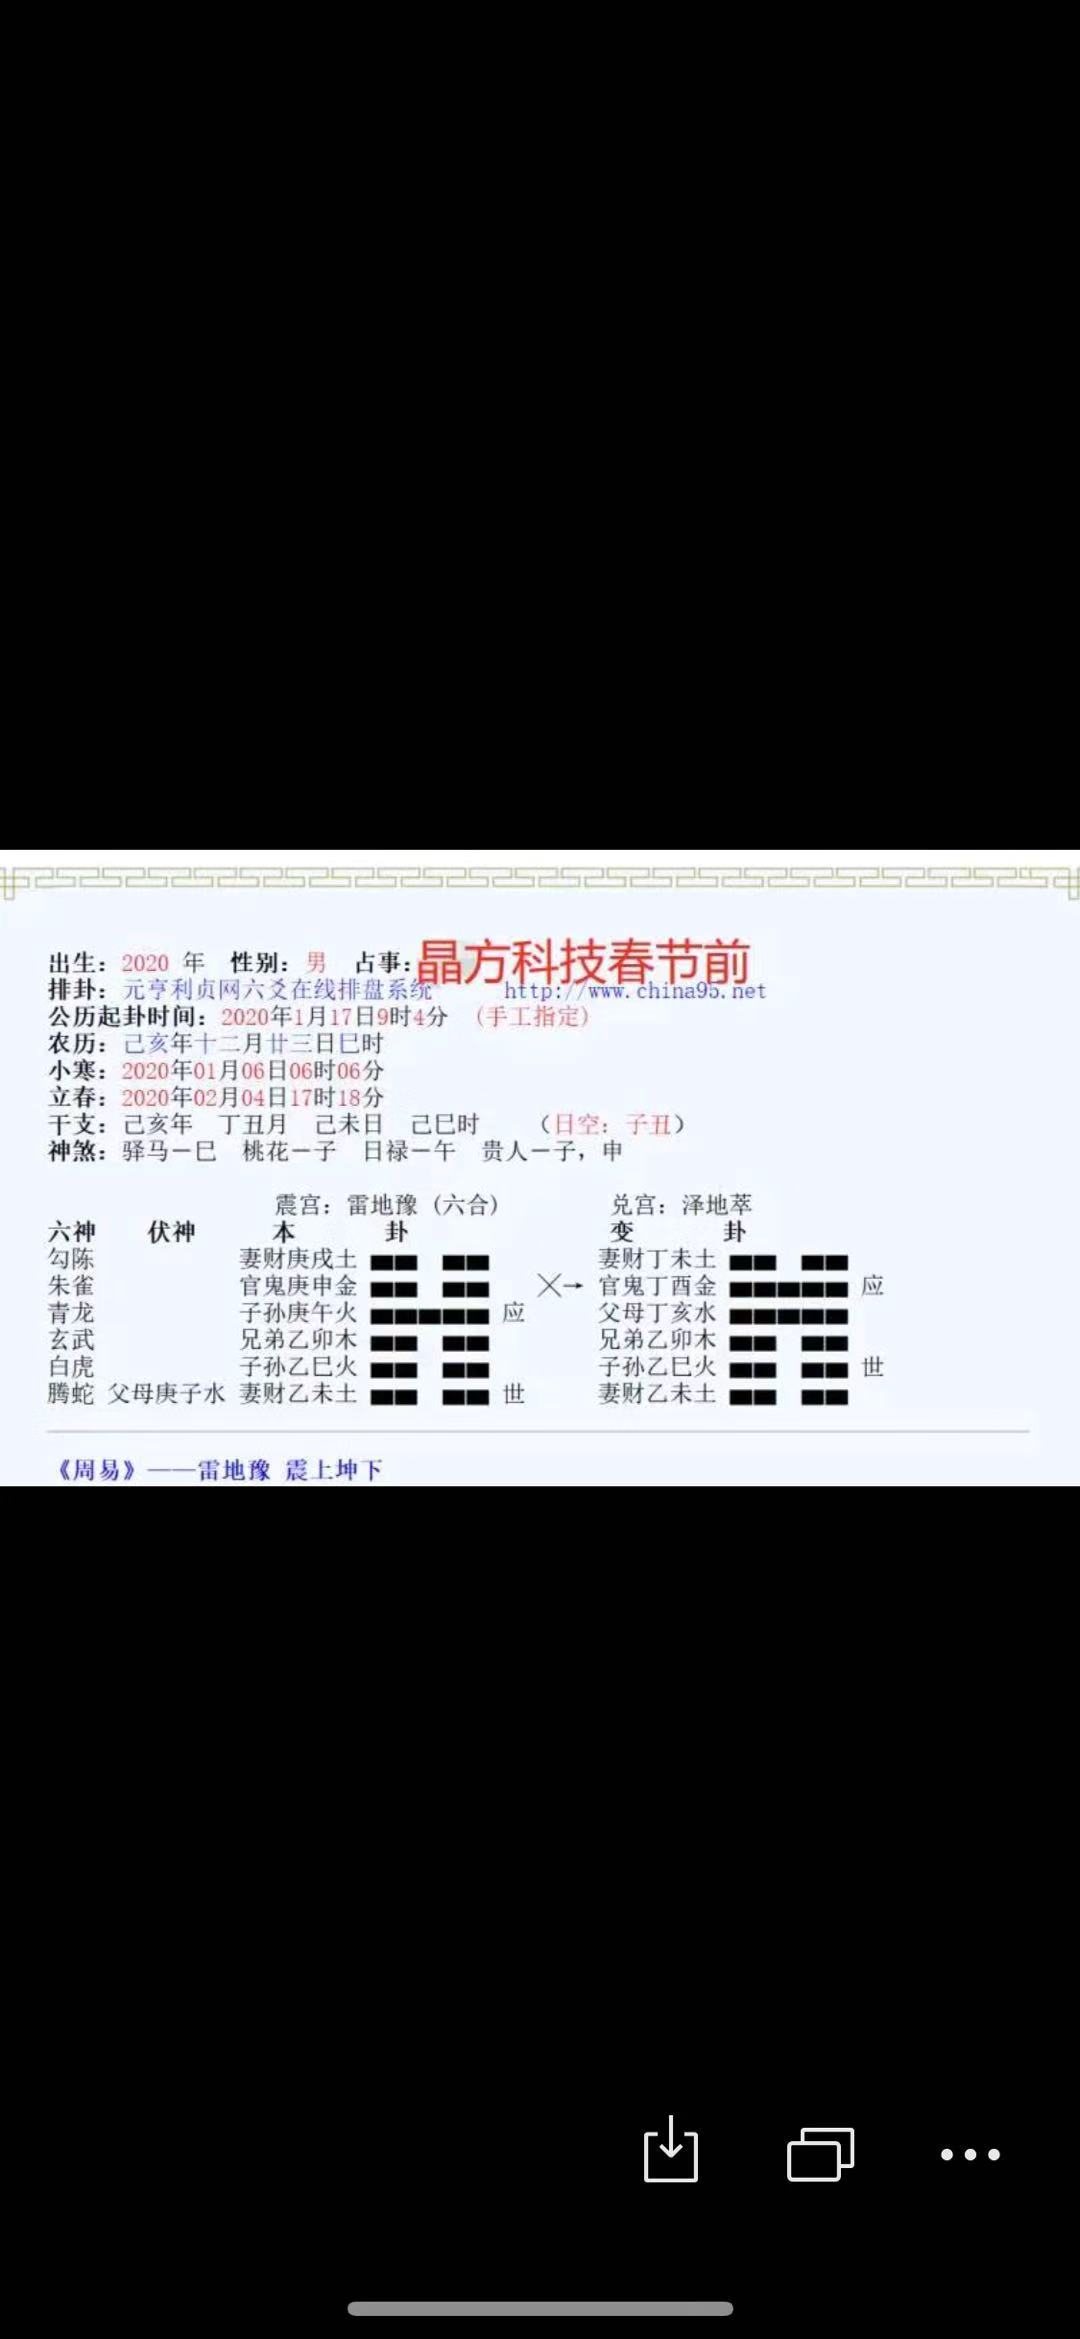 出生：2020 年 性别：男 占事：晶方科技春节前
排卦：元亨利贞网六爻在线排盘系统 http://www.china95.net
公历起卦时间：2020年1月17日9时4分 (手工指定)
农历：己亥年十二月廿三日巳时
小寒：2020年01月06日06时06分
立春：2020年02月04日17时18分
干支：己亥年 丁丑月 己未日 己巳时 （日空：子丑）
神煞：驿马－巳 桃花－子 日禄－午 贵人－子，申
震宫：雷地豫 (六合) 兑宫：泽地萃
六神 伏神 本 卦 变 卦
勾陈 妻财庚戌土 妻财丁未土
朱雀 官鬼庚申金 ×→ 官鬼丁酉金 应
青龙 子孙庚午火 应 父母丁亥水
玄武 兄弟乙卯木 兄弟乙卯木
白虎 子孙乙巳火 子孙乙巳火 世
腾蛇 父母庚子水 妻财乙未土 世 妻财乙未土
《周易》——雷地豫 震上坤下